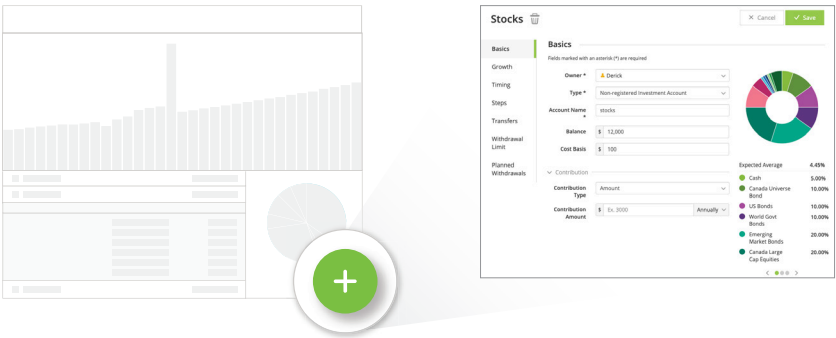 Stocks
Cancel
Save
Basics
Growth
Timing
Steps
Transfers
Withdrawal
Limit
Planned
Withdrawals
Basics
Fields marked with an asterisk (*) are required
Owner * Derick
Type * Non-registered Investment Account
Account Name
* stocks
Balance $ 12,000
Cost Basis $ 100
Contribution
Contribution
Type Amount
Contribution
Amount $ Ex. 2000 Annually
Expected Average 4.45%
Cash 5.00%
Canada Universe 10.00%
Bond
US Bonds 10.00%
World Govt 10.00%
Bonds
Emerging 20.00%
Market Bonds
Canada Large 20.00%
Cap Equities